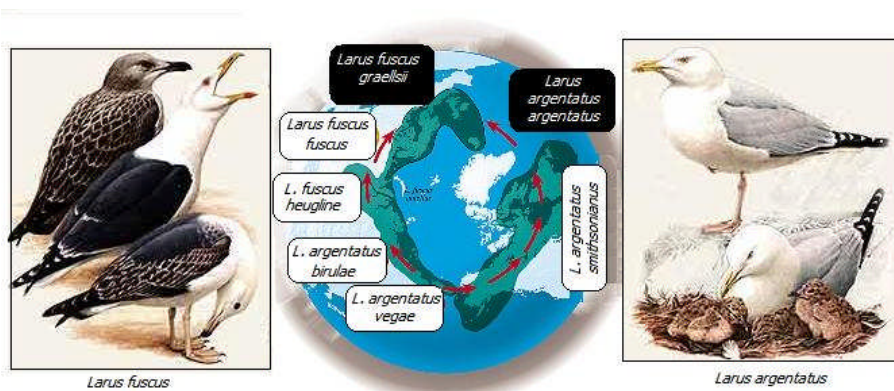 Larus fuscus
graellsii
Larus
argentatus
argentatus
Larus fuscus
fuscus
L. fuscus
heugline
L. argentatus
birulae
L. argentatus
vegae
L. argentatus
smithsonianus
Larus fuscus
Larus argentatus